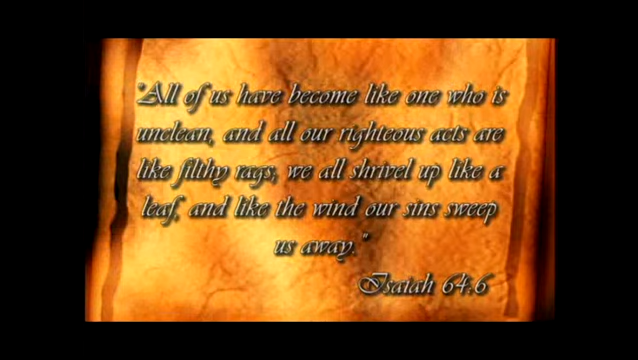 "All of us have become like one who is
unclean, and all our righteous acts are
like filthy rags; we all shrivel up like a
leaf, and like the wind our sins sweep
us away."
Isaiah 64:6